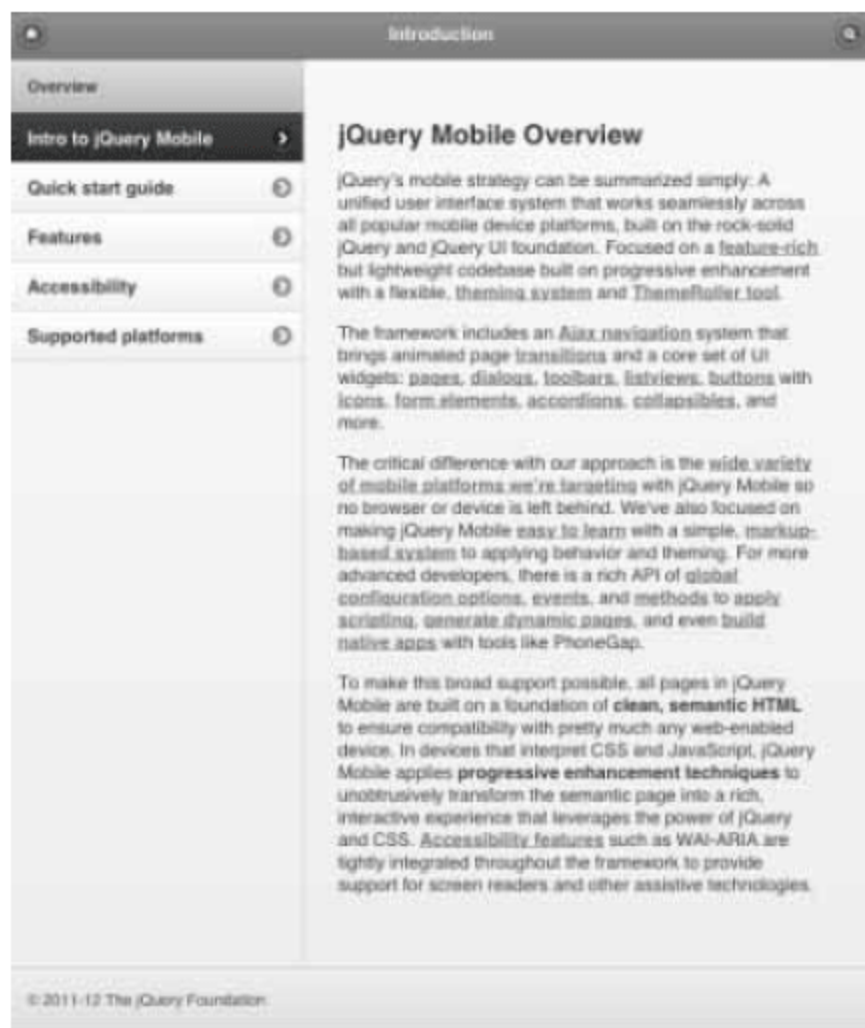 Introduction
Overview
Intro to jQuery Mobile
Quick start guide
Features
Accessibility
Supported platforms
jQuery Mobile Overview
jQuery's mobile strategy can be summarized simply: A
unified user interface system that works seamlessly across
all popular mobile device platforms, built on the rock-solid
jQuery and jQuery UI foundation. Focused on a feature-rich
but lightweight codebase built on progressive enhancement
with a flexible, theming system and ThemeRoller tool.
The framework includes an Ajax navigation system that
brings animated page transitions and a core set of UI
widgets: pages, dialogs, toolbars, listviews, buttons with
icons, form elements, accordions, collapsibles, and
more.
The critical difference with our approach is the wide variety
of mobile platforms we're targeting with jQuery Mobile so
no browser or device is left behind. We've also focused on
making jQuery Mobile easy to learn with a simple, markup-
based system to applying behavior and theming. For more
advanced developers, there is a rich API of global
configuration options, events, and methods to apply
scripting, generate dynamic pages, and even build
native apps with tools like PhoneGap.
To make this broad support possible, all pages in jQuery
Mobile are built on a foundation of clean, semantic HTML
to ensure compatibility with pretty much any web-enabled
device. In devices that interpret CSS and JavaScript, jQuery
Mobile applies progressive enhancement techniques to
unobtrusively transform the semantic page into a rich,
interactive experience that leverages the power of jQuery
and CSS. Accessibility features such as WAI-ARIA are
tightly integrated throughout the framework to provide
support for screen readers and other assistive technologies.
© 2011-12 The jQuery Foundation